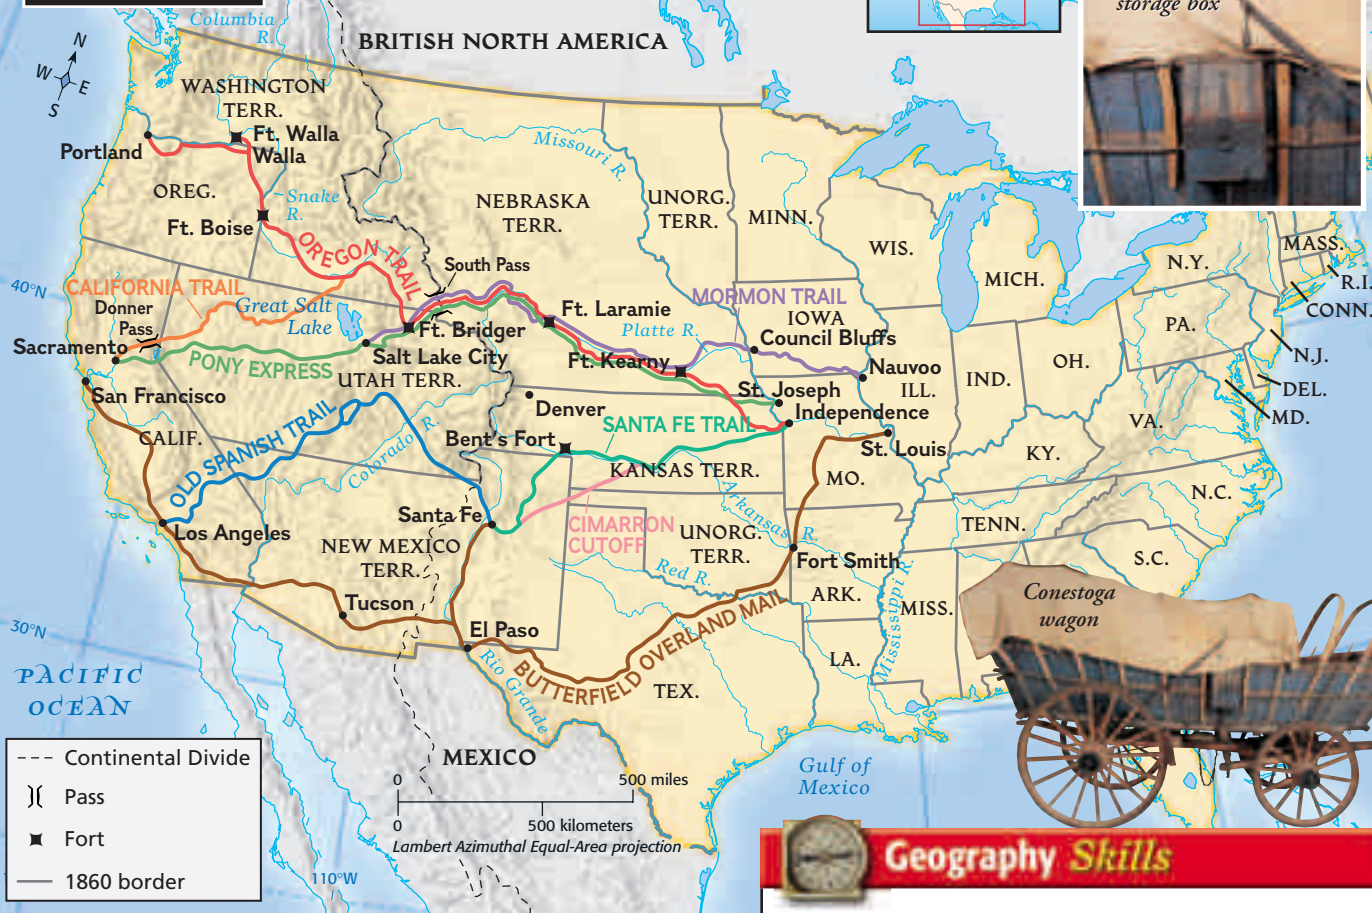 storage box
Columbia
R.
BRITISH NORTH AMERICA
N
W
E
S
WASHINGTON
TERR.
Ft. Walla
Walla
Portland
Missouri R.
OREG.
Snake
R.
NEBRASKA
TERR.
UNORG.
TERR.
MINN.
Ft. Boise
WIS.
MICH.
N.Y.
MASS.
OREGON TRAIL
South Pass
R.I.
40°N
CALIFORNIA TRAIL
Donner
Pass
Great Salt
Lake
Ft. Laramie
MORMON TRAIL
IOWA
CONN.
PA.
Ft. Bridger
Platte R.
Council Bluffs
Sacramento
PONY EXPRESS
Salt Lake City
Ft. Kearny
Nauvoo
OH.
N.J.
UTAH TERR.
IND.
ILL.
DEL.
San Francisco
Denver
St. Joseph
Independence
MD.
VA.
CALIF.
OLD SPANISH TRAIL
Colorado R.
Bent's Fort
SANTA FE TRAIL
St. Louis
KY.
KANSAS TERR.
MO.
N.C.
Arkansas R.
Los Angeles
Santa Fe
CIMARRON
CUTOFF
UNORG.
TERR.
TENN.
NEW MEXICO
TERR.
Fort Smith
S.C.
Red R.
Mississippi R.
Tucson
ARK.
MISS.
Conestoga
wagon
30°N
El Paso
BUTTERFIELD OVERLAND MAIL
LA.
PACIFIC
OCEAN
Rio Grande
TEX.
MEXICO
Gulf of
Mexico
Continental Divide
Pass
Fort
1860 border
0
500 miles
0
500 kilometers
Lambert Azimuthal Equal-Area projection
110°W
Geography Skills